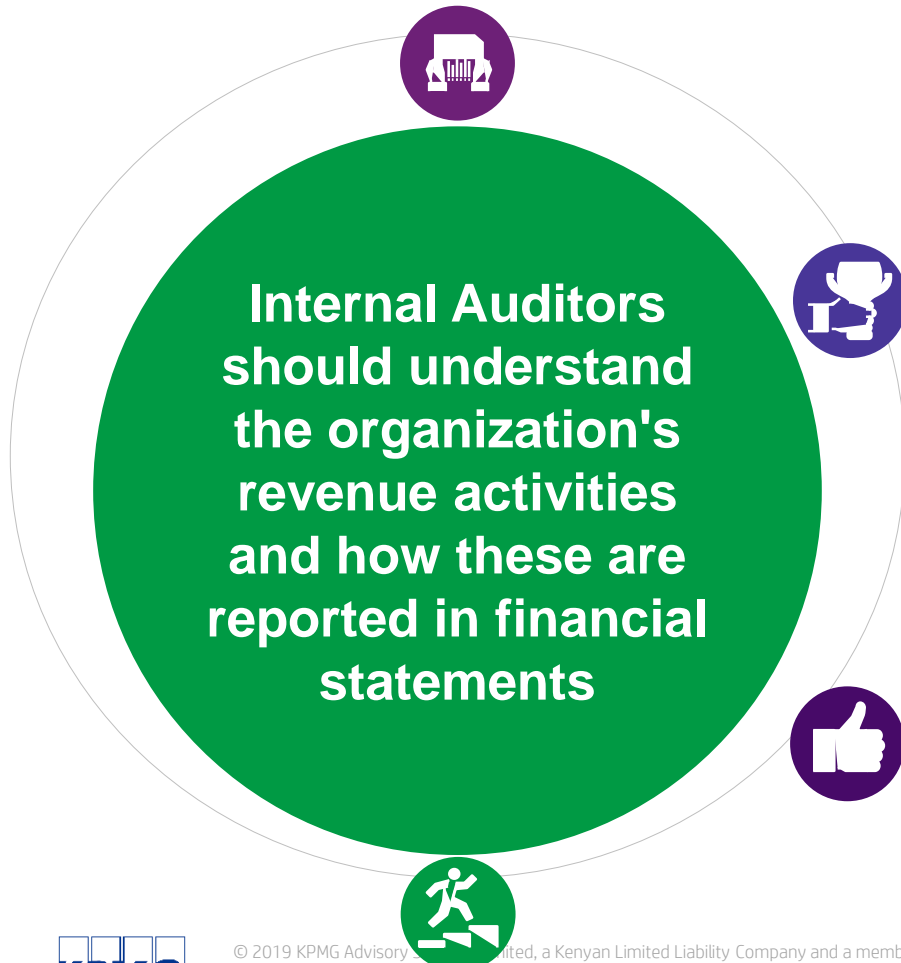 Internal Auditors
should understand
the organization's
revenue activities
and how these are
reported in financial
statements
© 2019 KPMG Advisory ited, a Kenyan Limited Liability Company and a memb